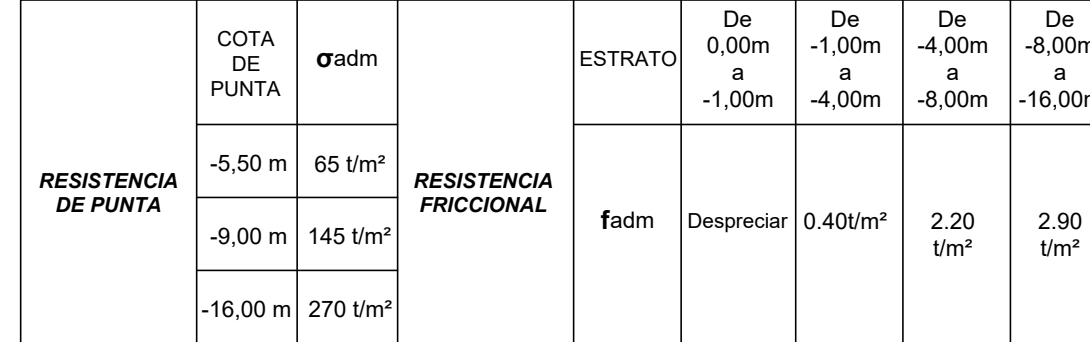 RESISTENCIA
DE PUNTA
COTA
DE
PUNTA
σadm
-5,50 m
65 t/m²
-9,00 m
145 t/m²
-16,00 m
270 t/m²
RESISTENCIA
FRICCIONAL
ESTRATO
De
0,00m
a
-1,00m
De
-1,00m
a
-4,00m
De
-4,00m
a
-8,00m
De
-8,00m
a
-16,00m
fadm
Despreciar
0.40t/m²
2.20
t/m²
2.90
t/m²